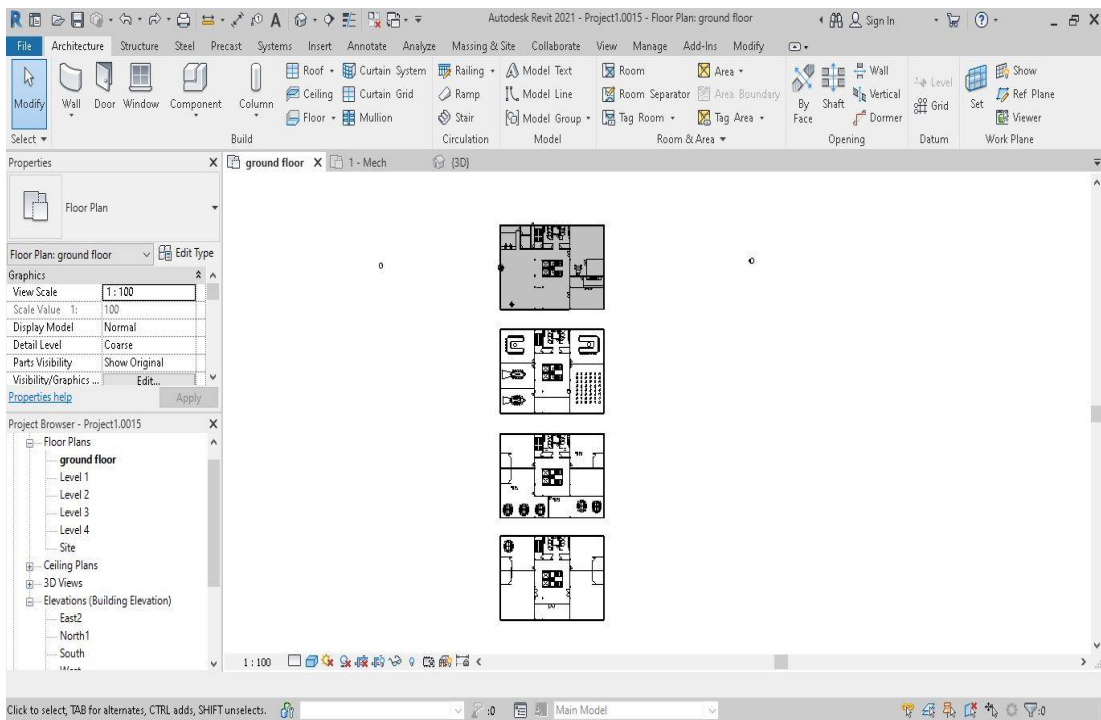 Autodesk Revit 2021 - Project1.0015 - Floor Plan: ground floor
Sign In
File Architecture Structure Steel Precast Systems Insert Annotate Analyze Massing & Site Collaborate View Manage Add-Ins Modify
Modify Wall Door Window Component Column
Roof Curtain System Railing Model Text Room Area Wall Show
Ceiling Curtain Grid Ramp Model Line Room Separator Area Boundary By Face Shaft Vertical Level Grid Set Ref Plane
Floor Mullion Stair Model Group Tag Room Tag Area Dormer Viewer
Select Build Circulation Model Room & Area Opening Datum Work Plane
Properties
ground floor 1 - Mech {3D}
Floor Plan
Floor Plan: ground floor Edit Type
Graphics
View Scale 1 : 100
Scale Value 1: 100
Display Model Normal
Detail Level Coarse
Parts Visibility Show Original
Visibility/Graphics ... Edit...
Properties help Apply
Project Browser - Project1.0015
Floor Plans
ground floor
Level 1
Level 2
Level 3
Level 4
Site
Ceiling Plans
3D Views
Elevations (Building Elevation)
East2
North1
South
1 : 100
Click to select, TAB for alternates, CTRL adds, SHIFT unselects. :0 Main Model :0